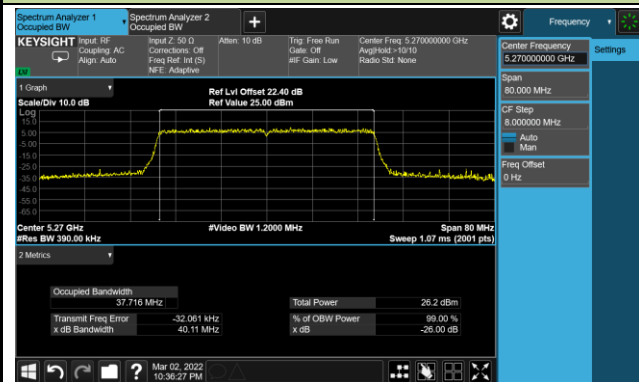 Spectrum Analyzer 1
Occupied BW
Spectrum Analyzer 2
Occupied BW
+
Frequency
KEYSIGHT
Input: RF
Coupling: AC
Align: Auto
Input Z: 50 Ω
Corrections: Off
Freq Ref: Int (S)
NFE: Adaptive
Atten: 10 dB
Trig: Free Run
Gate: Off
#IF Gain: Low
Center Freq: 5.270000000 GHz
Avg|Hold:>10/10
Radio Std: None
LXI
Center Frequency
5.270000000 GHz
Settings
Span
80.000 MHz
CF Step
8.000000 MHz
Auto
Man
Freq Offset
0 Hz
1 Graph
Scale/Div 10.0 dB
Ref Lvl Offset 22.40 dB
Ref Value 25.00 dBm
Log
15.0
5.00
-5.00
-15.0
-25.0
-35.0
-45.0
-55.0
-65.0
Center 5.27 GHz
#Res BW 390.00 kHz
#Video BW 1.2000 MHz
Span 80 MHz
Sweep 1.07 ms (2001 pts)
2 Metrics
Occupied Bandwidth
37.716 MHz
Total Power
26.2 dBm
Transmit Freq Error
-32.061 kHz
% of OBW Power
99.00 %
x dB Bandwidth
40.11 MHz
x dB
-26.00 dB
?
Mar 02, 2022
10:36:27 PM